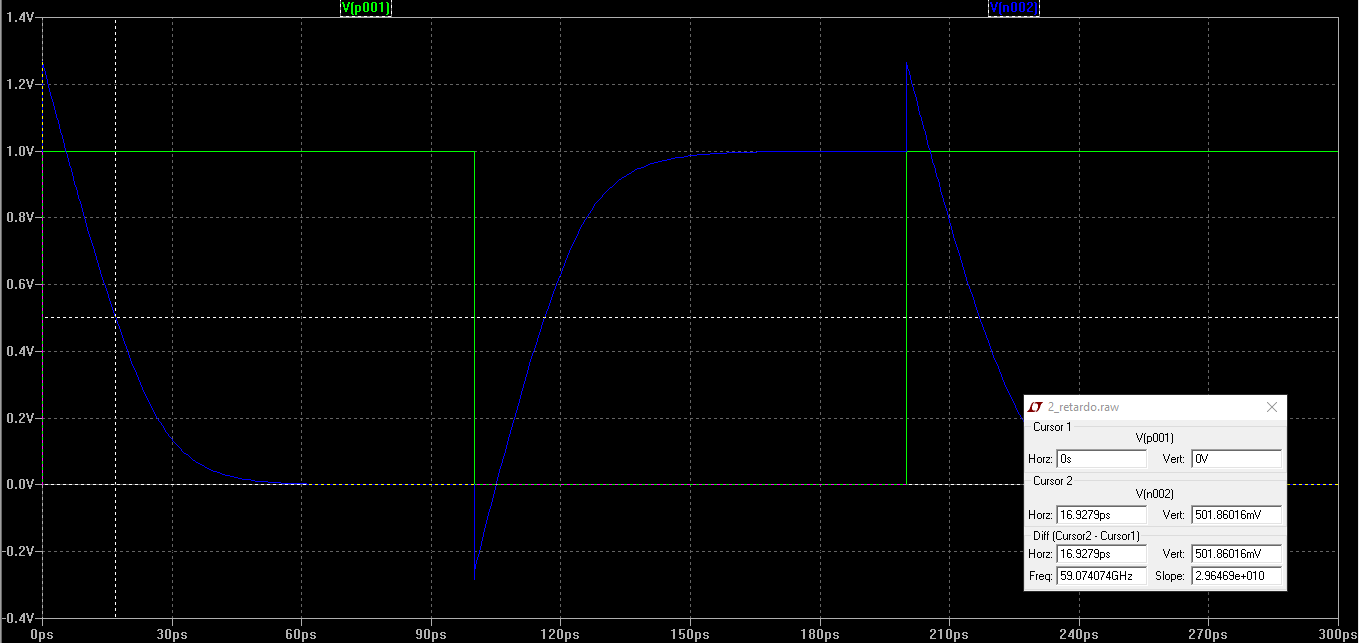 V(p001) V(n002)
1.4V
1.2V
1.0V
0.8V
0.6V
0.4V
0.2V
0.0V
-0.2V
-0.4V
0ps 30ps 60ps 90ps 120ps 150ps 180ps 210ps 240ps 270ps 300ps
2_retardo.raw
Cursor 1
V(p001)
Horz: 0s Vert: 0V
Cursor 2
V(n002)
Horz: 16.9279ps Vert: 501.86016mV
Diff (Cursor2 - Cursor1)
Horz: 16.9279ps Vert: 501.86016mV
Freq: 59.074074GHz Slope: 2.96469e+010